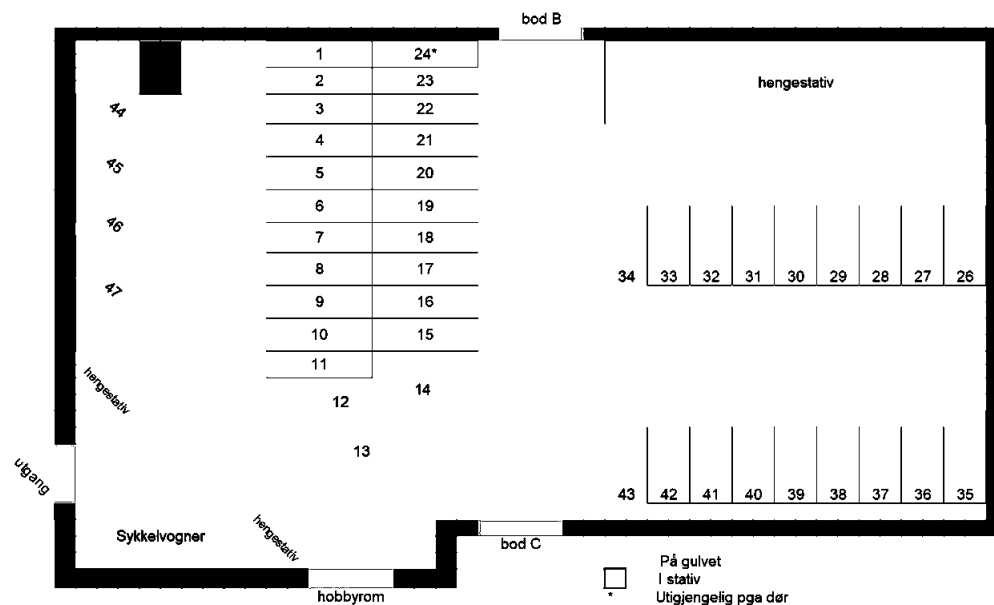 bod B
1 24*
2 23
3 22
4 21
5 20
6 19
7 18
8 17
9 16
10 15
11
12
13
14
44
45
46
47
hengestativ
34 33 32 31 30 29 28 27 26
43 42 41 40 39 38 37 36 35
hengestativ
utgang
Sykkelvogner
hengestativ
hobbyrom
bod C
På gulvet
I stativ
* Utigjengelig pga dør